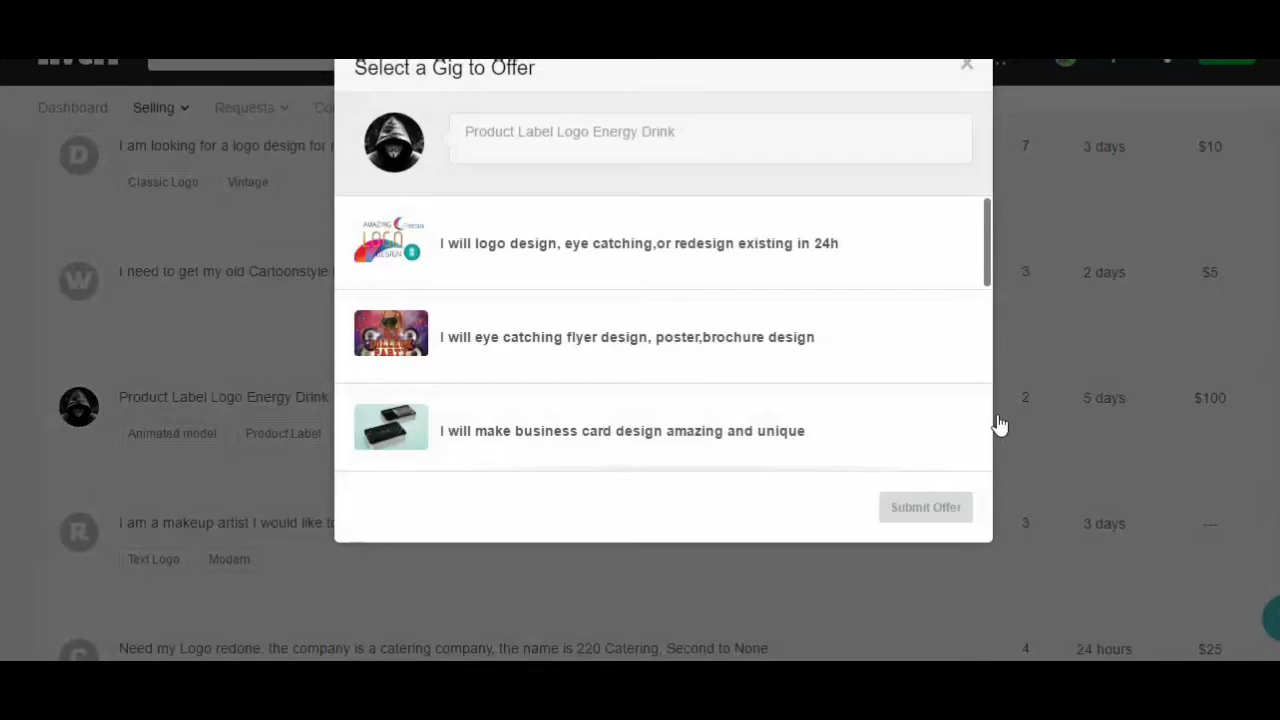 Select a Gig to Offer
×
Dashboard Selling Requests
Product Label Logo Energy Drink
I am looking for a logo design for 7 3 days $10
Classic Logo Vintage
D
AMAZING
LOGO
DESIGN
I will logo design, eye catching,or redesign existing in 24h
I need to get my old Cartoonstyle 3 2 days $5
W
COLLEGE
PARTY
I will eye catching flyer design, poster,brochure design
Product Label Logo Energy Drink 2 5 days $100
Animated model Product Label
I will make business card design amazing and unique
Submit Offer
I am a makeup artist I would like to 3 3 days ---
R
Text Logo Modern
Need my Logo redone, the company is a catering company, the name is 220 Catering, Second to None 4 24 hours $25